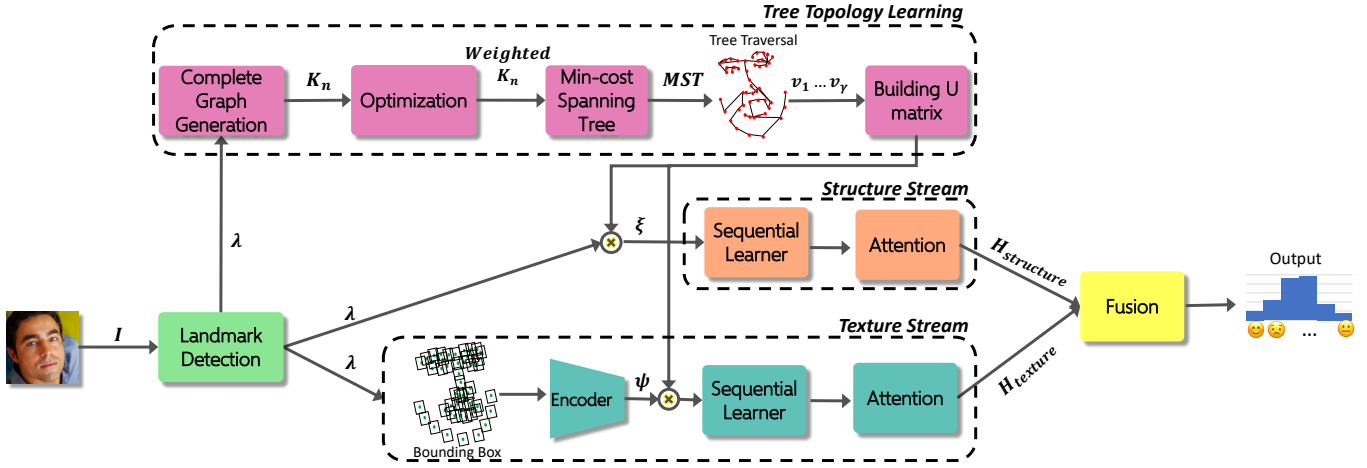 Tree Topology Learning
Complete
Graph
Generation
K_n
Optimization
Weighted
K_n
Min-cost
Spanning
Tree
MST
Tree Traversal
v_1 ... v_γ
Building U
matrix
λ
Structure Stream
ξ
Sequential
Learner
Attention
H_structure
I
Landmark
Detection
λ
λ
Texture Stream
Bounding Box
Encoder
ψ
Sequential
Learner
Attention
H_texture
Fusion
Output
...